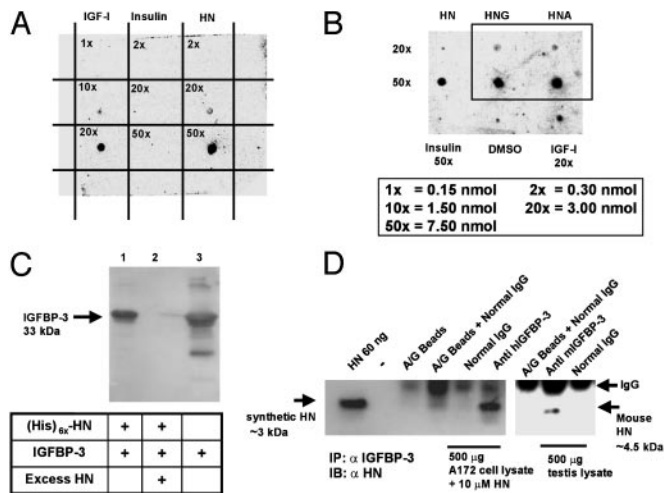 A
IGF-I Insulin HN
1x 2x 2x
10x 20x 20x
20x 50x 50x
B
HN HNG HNA
20x
50x
Insulin 50x DMSO IGF-I 20x
1x = 0.15 nmol 2x = 0.30 nmol
10x = 1.50 nmol 20x = 3.00 nmol
50x = 7.50 nmol
C
1 2 3
IGFBP-3
33 kDa
(His)6x-HN + +
IGFBP-3 + + +
Excess HN +
D
HN 60 ng
-
A/G Beads
A/G Beads + Normal IgG
Normal IgG
Anti hIGFBP-3
A/G Beads + Normal IgG
Anti mIGFBP-3
Normal IgG
IgG
synthetic HN
~3 kDa
Mouse
HN
~4.5 kDa
IP: α IGFBP-3
IB: α HN
500 µg
A172 cell lysate
+ 10 µM HN
500 µg
testis lysate